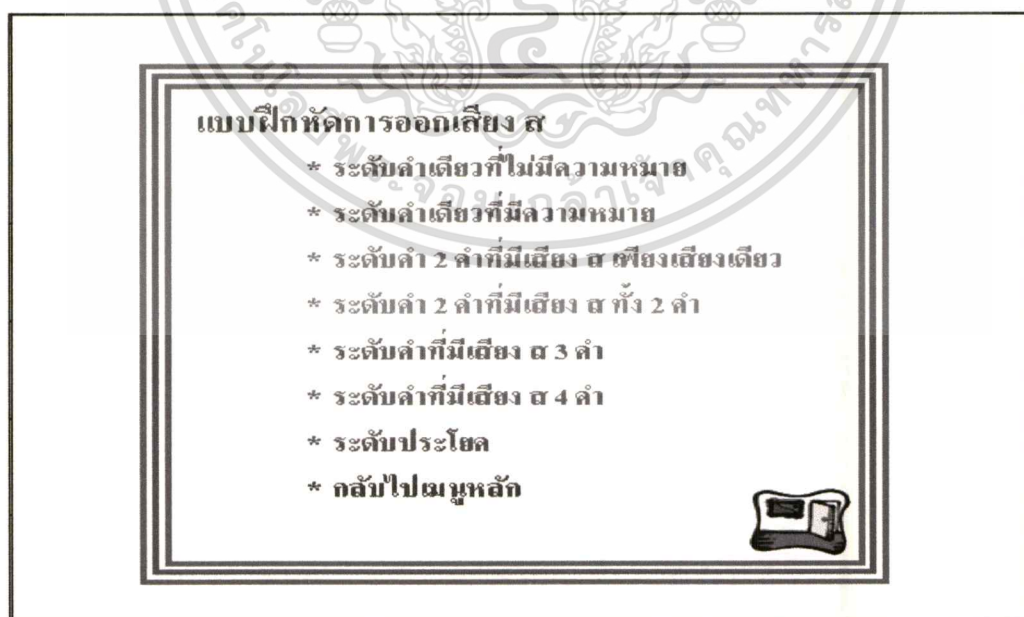 แบบฝึกหัดการออกเสียง ส
* ระดับคำเดียวที่ไม่มีความหมาย
* ระดับคำเดียวที่มีความหมาย
* ระดับคำ 2 คำที่มีเสียง ส เพียงเสียงเดียว
* ระดับคำ 2 คำที่มีเสียง ส ทั้ง 2 คำ
* ระดับคำที่มีเสียง ส 3 คำ
* ระดับคำที่มีเสียง ส 4 คำ
* ระดับประโยค
* กลับไปเมนูหลัก